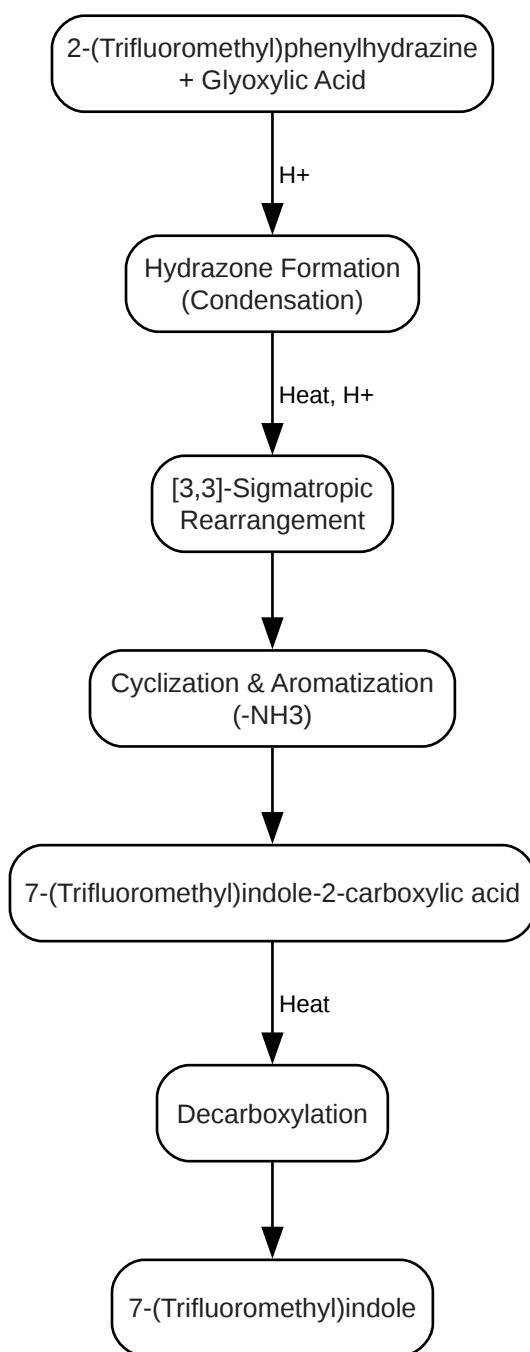 2-(Trifluoromethyl)phenylhydrazine
+ Glyoxylic Acid
H+
Hydrazone Formation
(Condensation)
Heat, H+
[3,3]-Sigmatropic
Rearrangement
Cyclization & Aromatization
(-NH3)
7-(Trifluoromethyl)indole-2-carboxylic acid
Heat
Decarboxylation
7-(Trifluoromethyl)indole